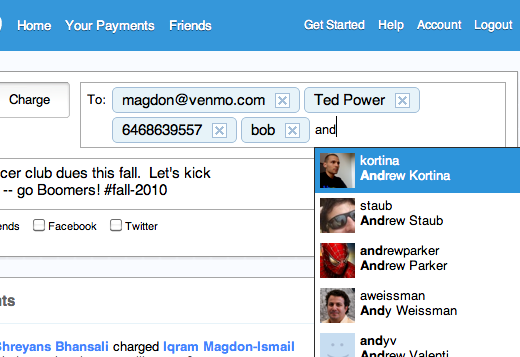 Home Your Payments Friends Get Started Help Account Logout
Charge To: magdon@venmo.com Ted Power
6468639557 bob and
kortina
Andrew Kortina
cer club dues this fall. Let's kick
-- go Boomers! #fall-2010
staub
Andrew Staub
ends Facebook Twitter
andrewparker
Andrew Parker
aweissman
Andy Weissman
nts
andyv
Andrew Valenti
Shreyans Bhansali charged Iqram Magdon-Ismail